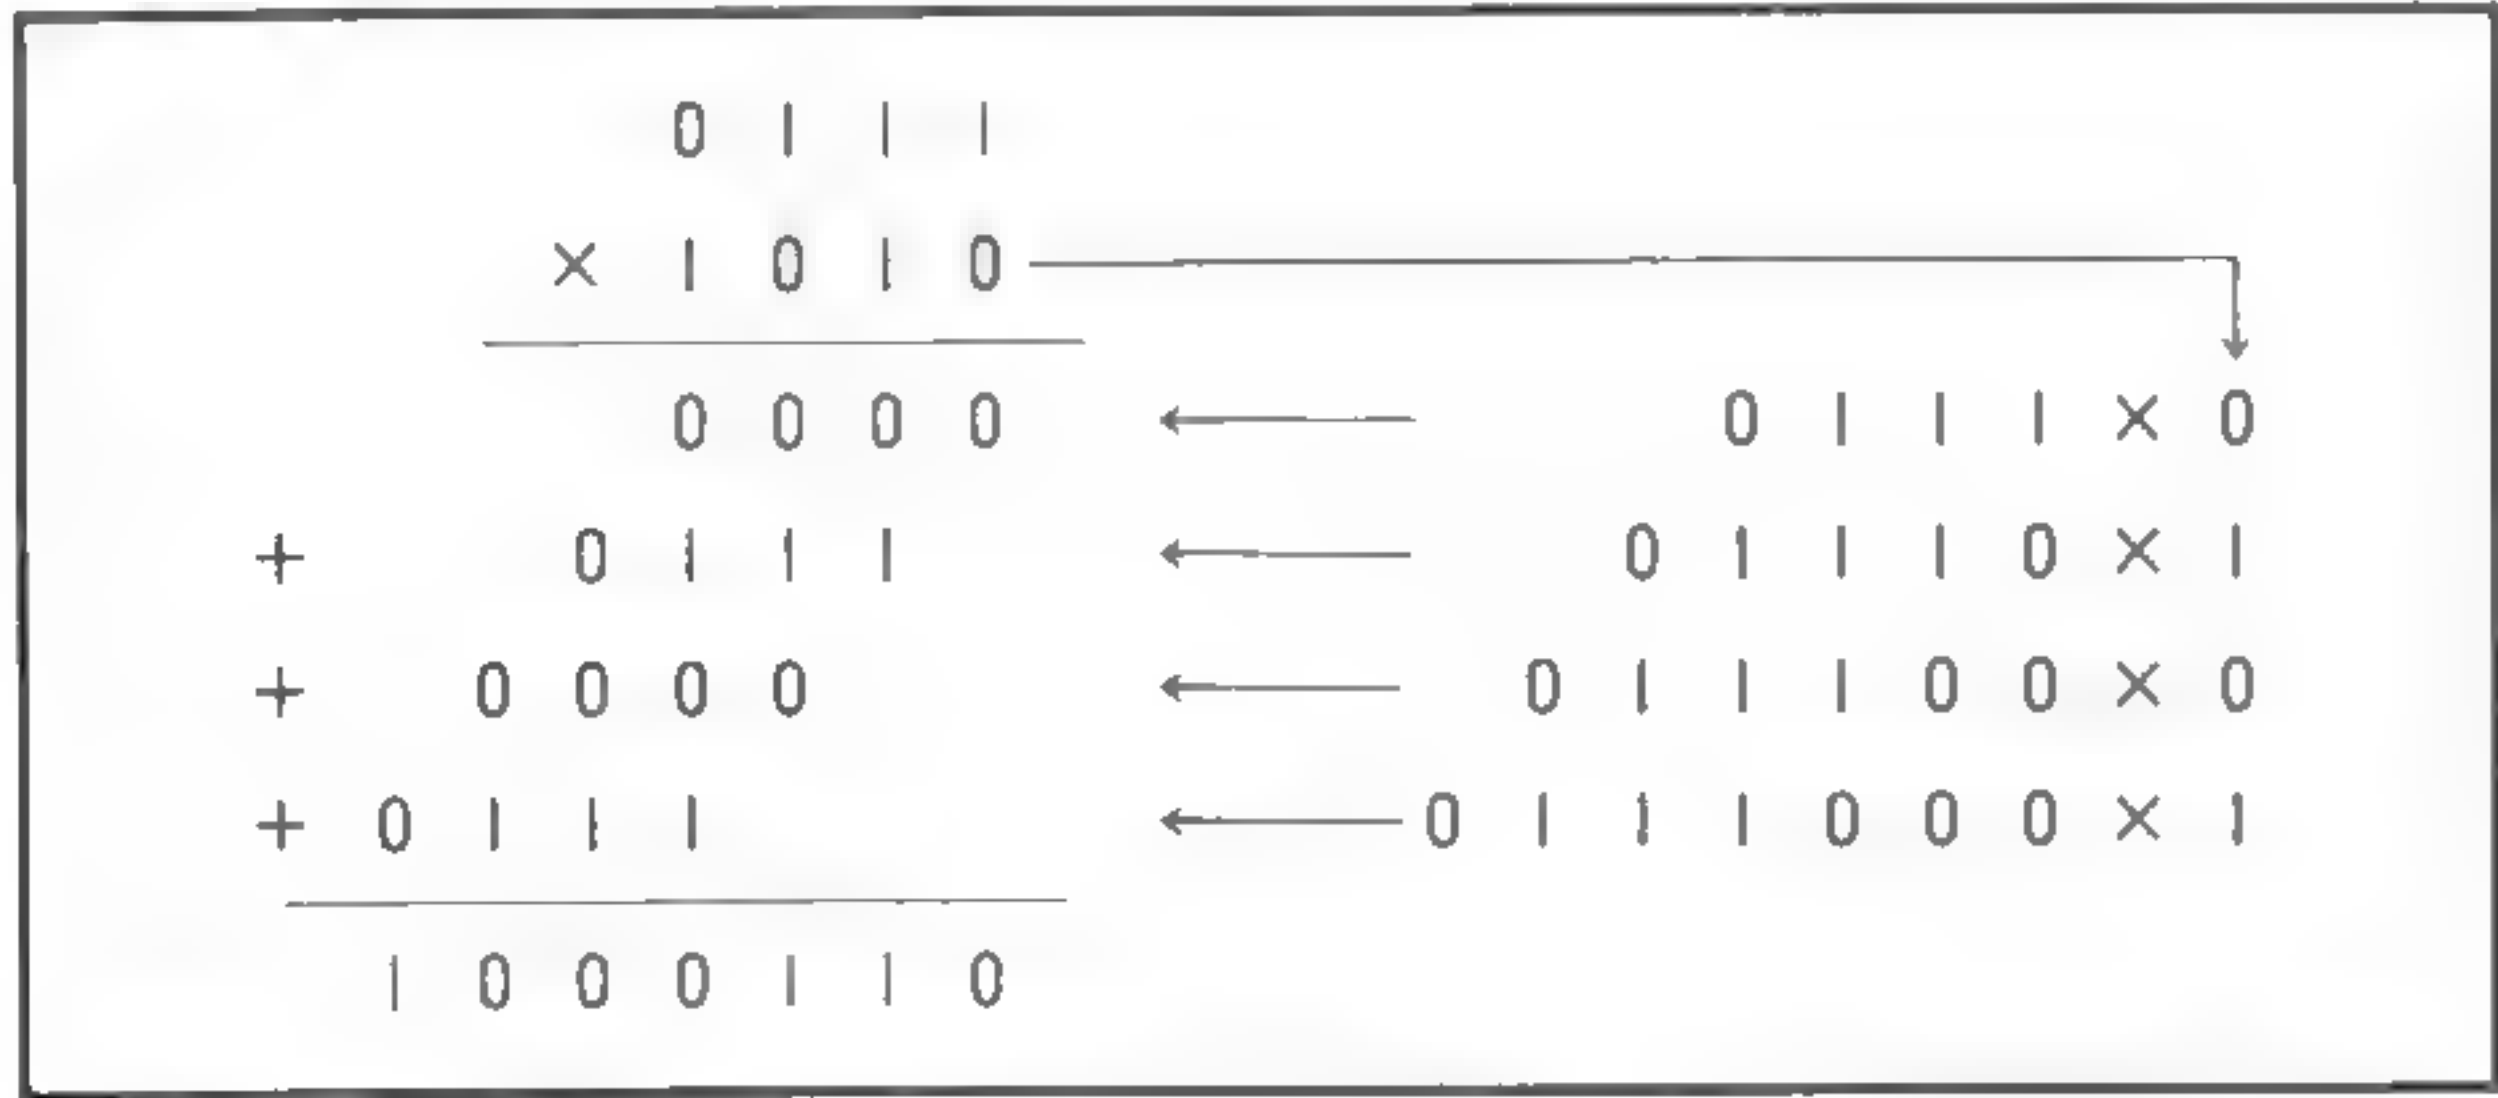 0 1 1 1
× 1 0 1 0
0 0 0 0 ← 0 1 1 1 × 0
+ 0 1 1 1 ← 0 1 1 1 0 × 1
+ 0 0 0 0 ← 0 1 1 1 0 0 × 0
+ 0 1 1 1 ← 0 1 1 1 0 0 0 × 1
1 0 0 0 1 1 0